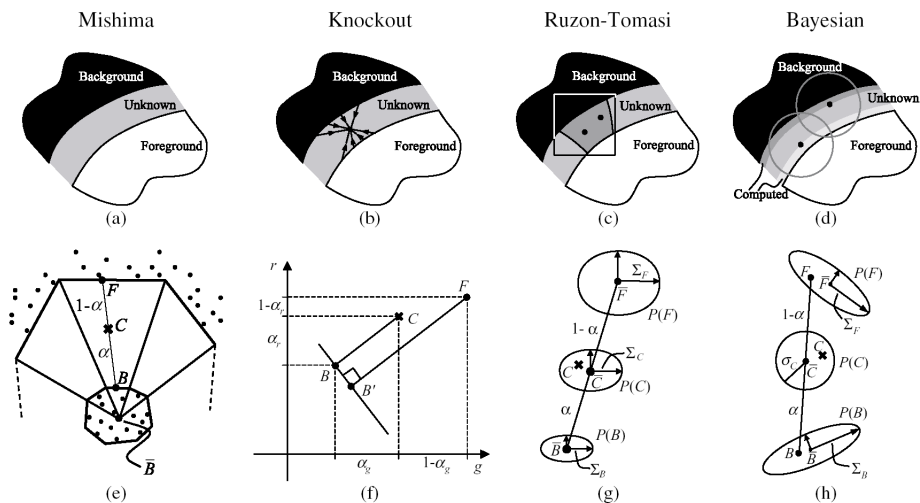 Mishima Knockout Ruzon-Tomasi Bayesian
Background
Unknown
Foreground
(a)
Background
Unknown
Foreground
(b)
Background
Unknown
Foreground
(c)
Background
Unknown
Foreground
Computed
(d)
F
1-α
C
α
B
B̅
(e)
r
F
1-α_r
C
α_r
B
B'
α_g
1-α_g
g
(f)
Σ_F
F̅
P(F)
1-α
Σ_C
C
C̅
P(C)
α
P(B)
B̅
Σ_B
(g)
F
F̅
P(F)
Σ_F
1-α
C
P(C)
σ_C
C̅
α
P(B)
B
B̅
Σ_B
(h)